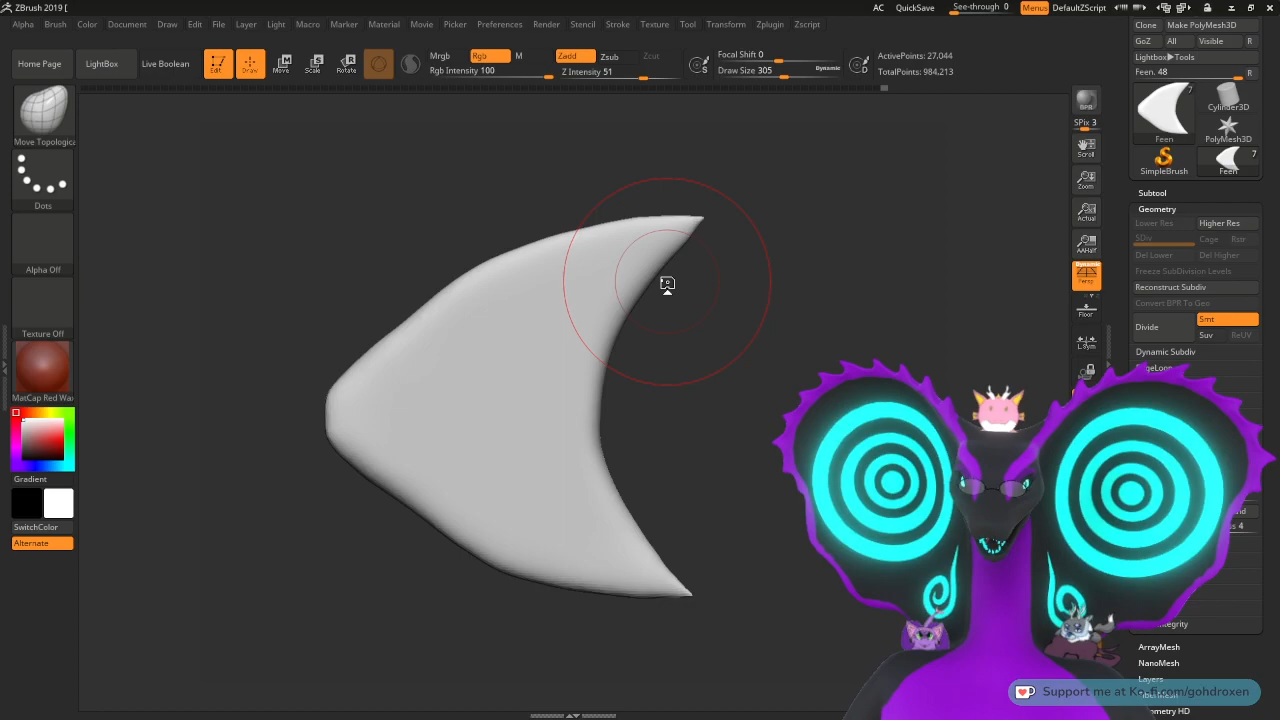 ZBrush 2019 [
AC QuickSave See-through 0 Menus DefaultZScript
Alpha Brush Color Document Draw Edit File Layer Light Macro Marker Material Movie Picker Preferences Render Stencil Stroke Texture Tool Transform Zplugin Zscript
Home Page LightBox Live Boolean Edit Draw Move Scale Rotate
Mrgb Rgb M Zadd Zsub Zcut
Rgb Intensity 100 Z Intensity 51
S
Focal Shift 0
Draw Size 305 Dynamic
D
ActivePoints: 27,044
TotalPoints: 984,213
Move Topologica
Dots
Alpha Off
Texture Off
MatCap Red Wax
Gradient
SwitchColor
Alternate
BPR
SPix 3
Scroll
Zoom
Actual
AAHalf
Dynamic
Persp
Floor
L.Sym
Clone Make PolyMesh3D
GoZ All Visible R
Lightbox▶Tools
Feen. 48 R
7
Feen
Cylinder3D
PolyMesh3D
SimpleBrush
7
Feen
Subtool
Geometry
Lower Res Higher Res
SDiv Cage Rstr
Del Lower Del Higher
Freeze SubDivision Levels
Reconstruct Subdiv
Convert BPR To Geo
Divide Smt
Suv ReUV
Dynamic Subdiv
EdgeLoop
ArrayMesh
NanoMesh
Layers
Support me at Ko-fi.com/gohdroxen